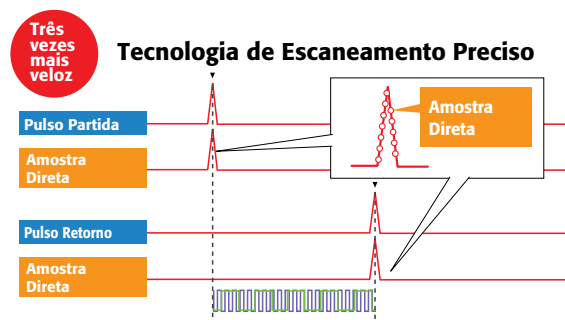 Três
vezes
mais
veloz
Tecnologia de Escaneamento Preciso
Pulso Partida
Amostra
Direta
Amostra
Direta
Pulso Retorno
Amostra
Direta